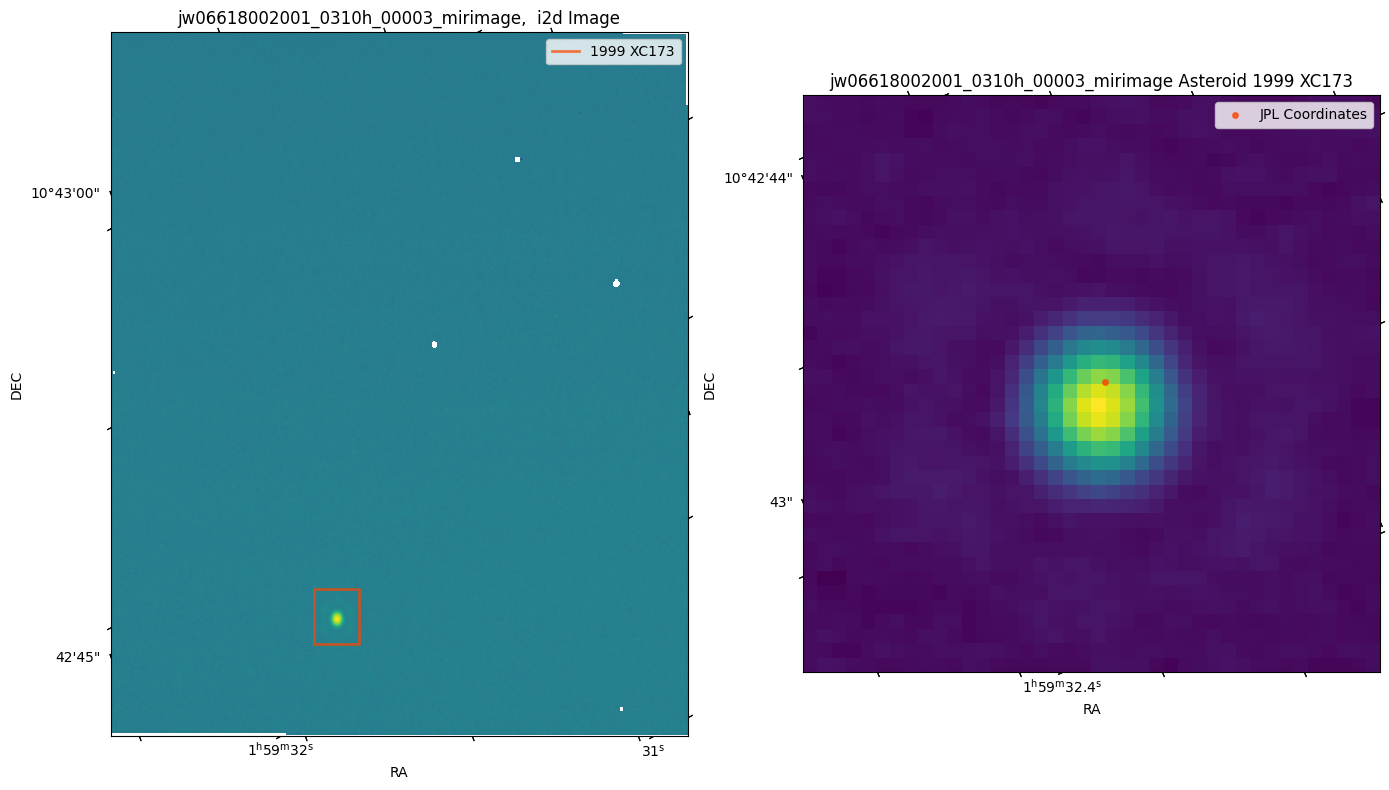 jw06618002001_0310h_00003_mirimage,  i2d Image
1999 XC173
10°43'00"
42'45"
DEC
1ʰ59ᵐ32ˢ
31ˢ
RA
jw06618002001_0310h_00003_mirimage Asteroid 1999 XC173
JPL Coordinates
10°42'44"
43"
DEC
1ʰ59ᵐ32.4ˢ
RA